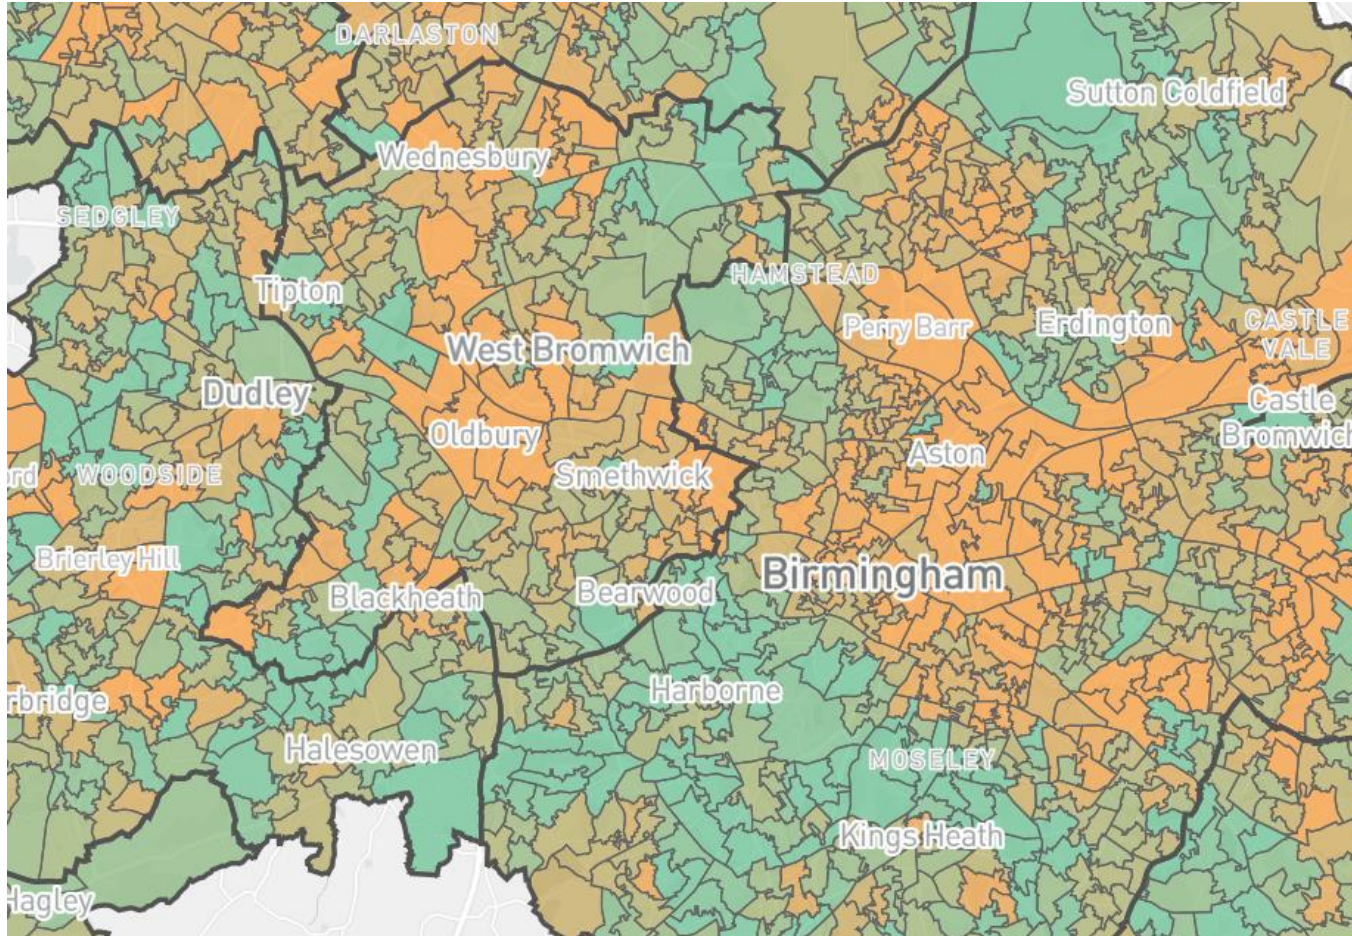 DARLASTON
Sutton Coldfield
Wednesbury
SEDGLEY
Tipton
HAMSTEAD
Perry Barr
Erdington
CASTLE
VALE
West Bromwich
Dudley
Castle
Bromwich
Oldbury
Aston
ord
WOODSIDE
Smethwick
Brierley Hill
Birmingham
Blackheath
Bearwood
rbridge
Harborne
Halesowen
MOSELEY
Kings Heath
Hagley